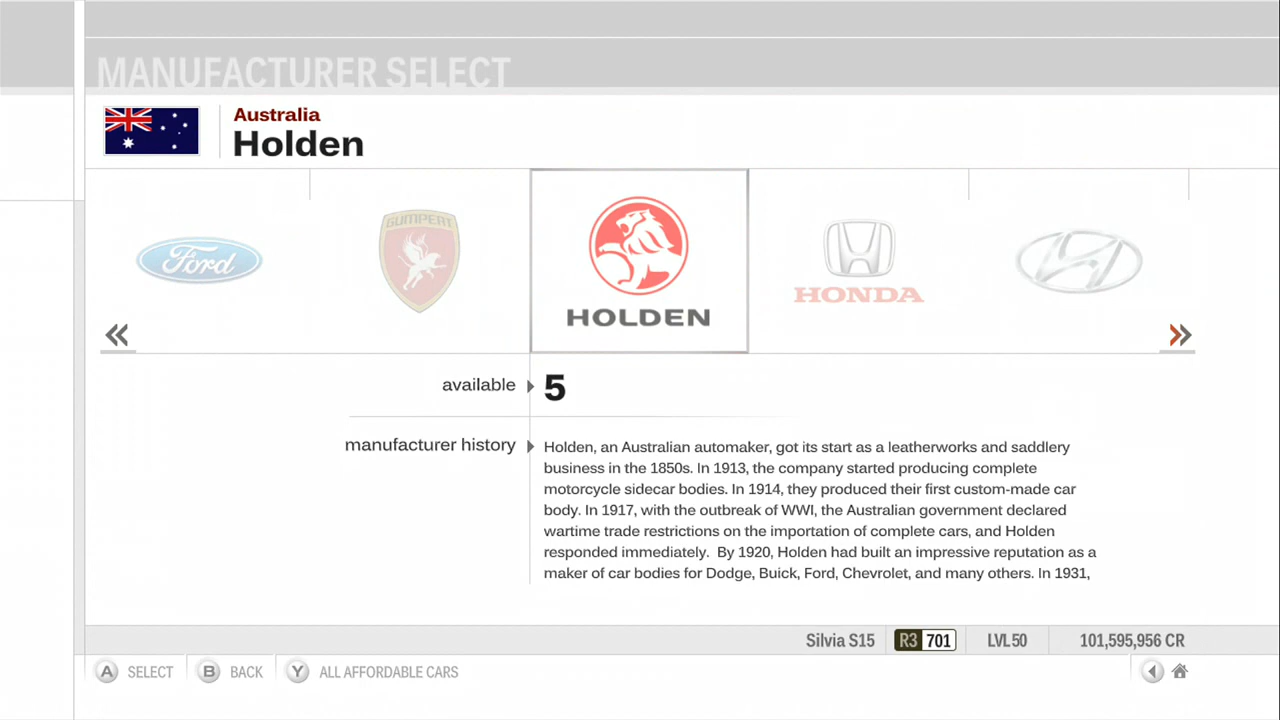 MANUFACTURER SELECT
Australia
Holden
Ford
GUMPERT
HOLDEN
HONDA
available
5
manufacturer history
Holden, an Australian automaker, got its start as a leatherworks and saddlery
business in the 1850s. In 1913, the company started producing complete
motorcycle sidecar bodies. In 1914, they produced their first custom-made car
body. In 1917, with the outbreak of WWI, the Australian government declared
wartime trade restrictions on the importation of complete cars, and Holden
responded immediately.  By 1920, Holden had built an impressive reputation as a
maker of car bodies for Dodge, Buick, Ford, Chevrolet, and many others. In 1931,
Silvia S15 R3 701 LVL50 101,595,956 CR
A SELECT B BACK Y ALL AFFORDABLE CARS